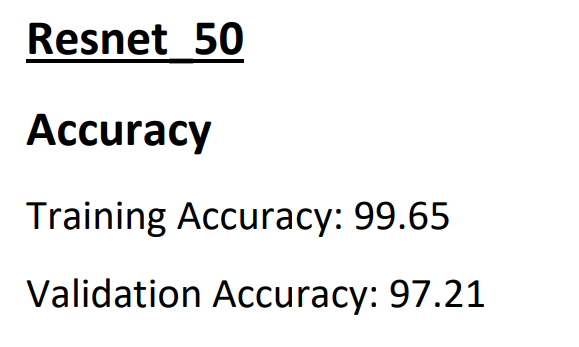 Resnet_50
Accuracy
Training Accuracy: 99.65
Validation Accuracy: 97.21